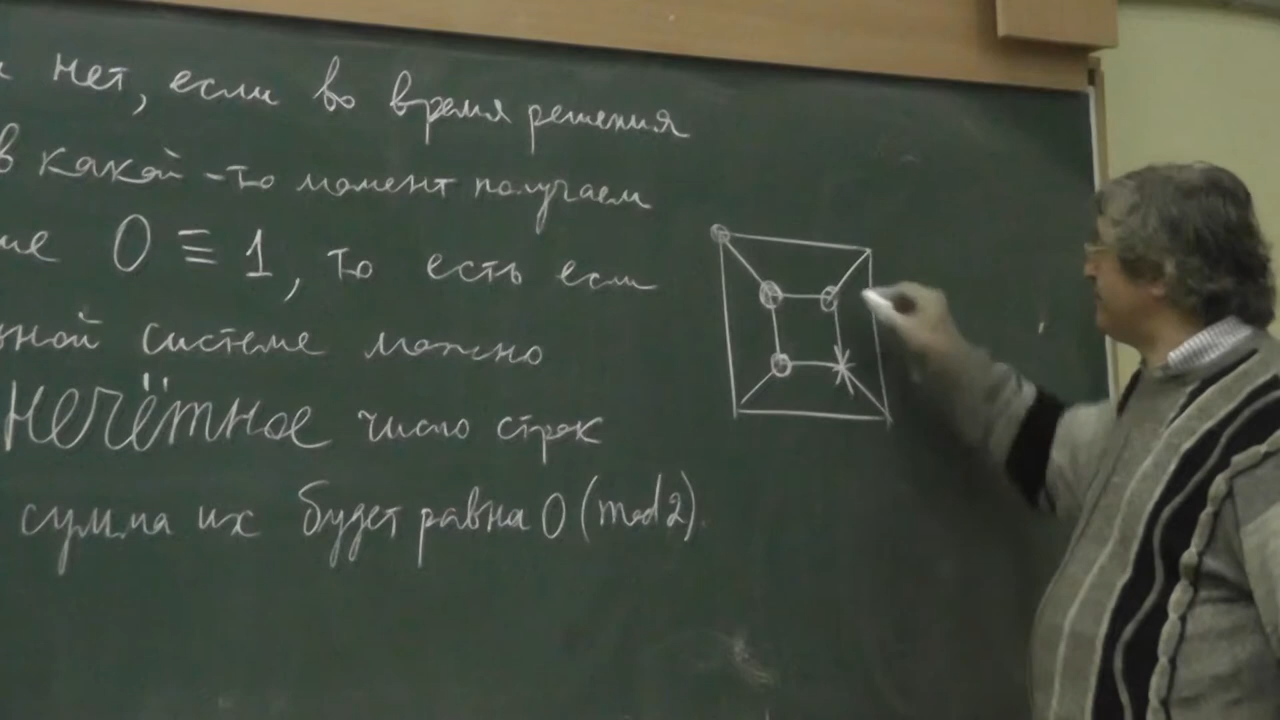 и нет, если во время решения
в какой-то момент получаем
ие 0 ≡ 1, то есть если
ной системе можно
нечётное число строк
сумма их будет равна 0 (mod 2).